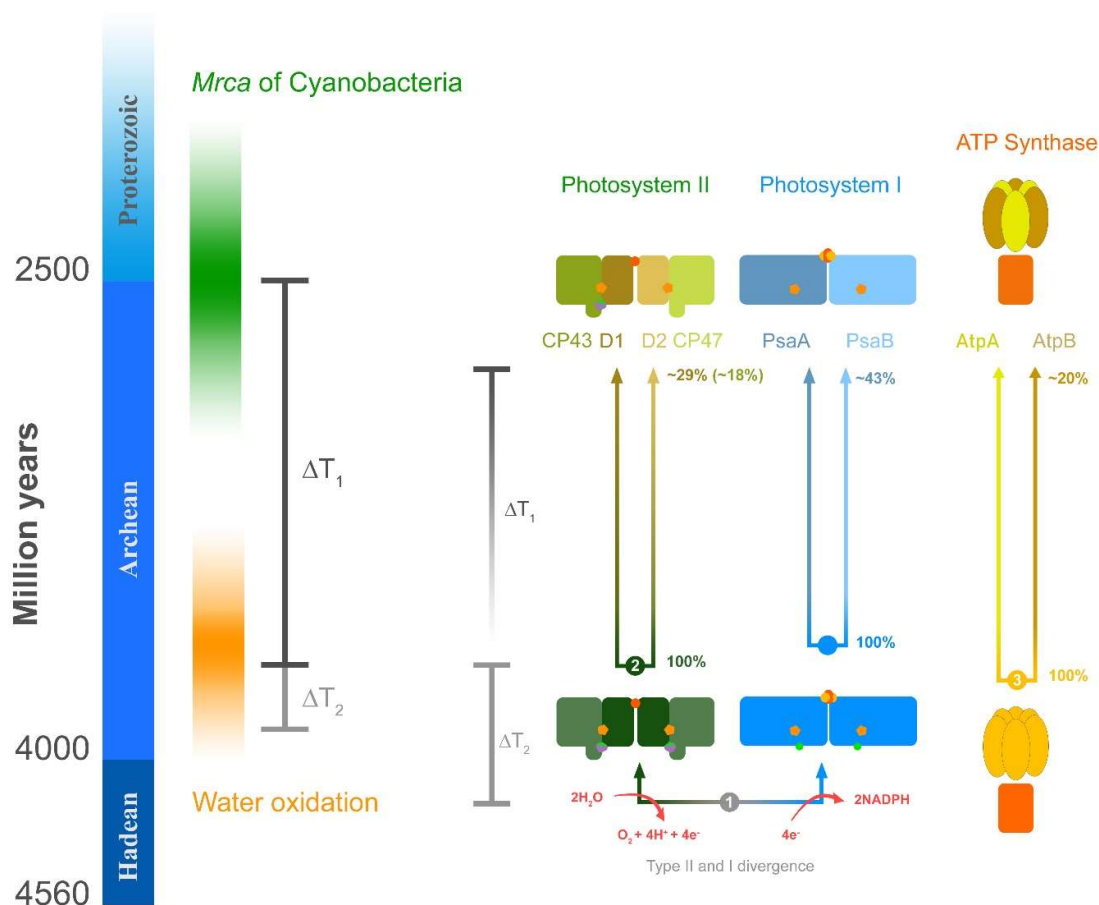 Mrca of Cyanobacteria
ATP Synthase
Photosystem II
Photosystem I
Proterozoic
Archean
Hadean
Million years
2500
4000
4560
CP43 D1 D2 CP47
PsaA PsaB
AtpA AtpB
~29% (~18%)
~43%
~20%
ΔT₁
ΔT₁
ΔT₂
ΔT₂
2
100%
100%
3
100%
Water oxidation
2H₂O
O₂ + 4H⁺ + 4e⁻
1
4e⁻
2NADPH
Type II and I divergence